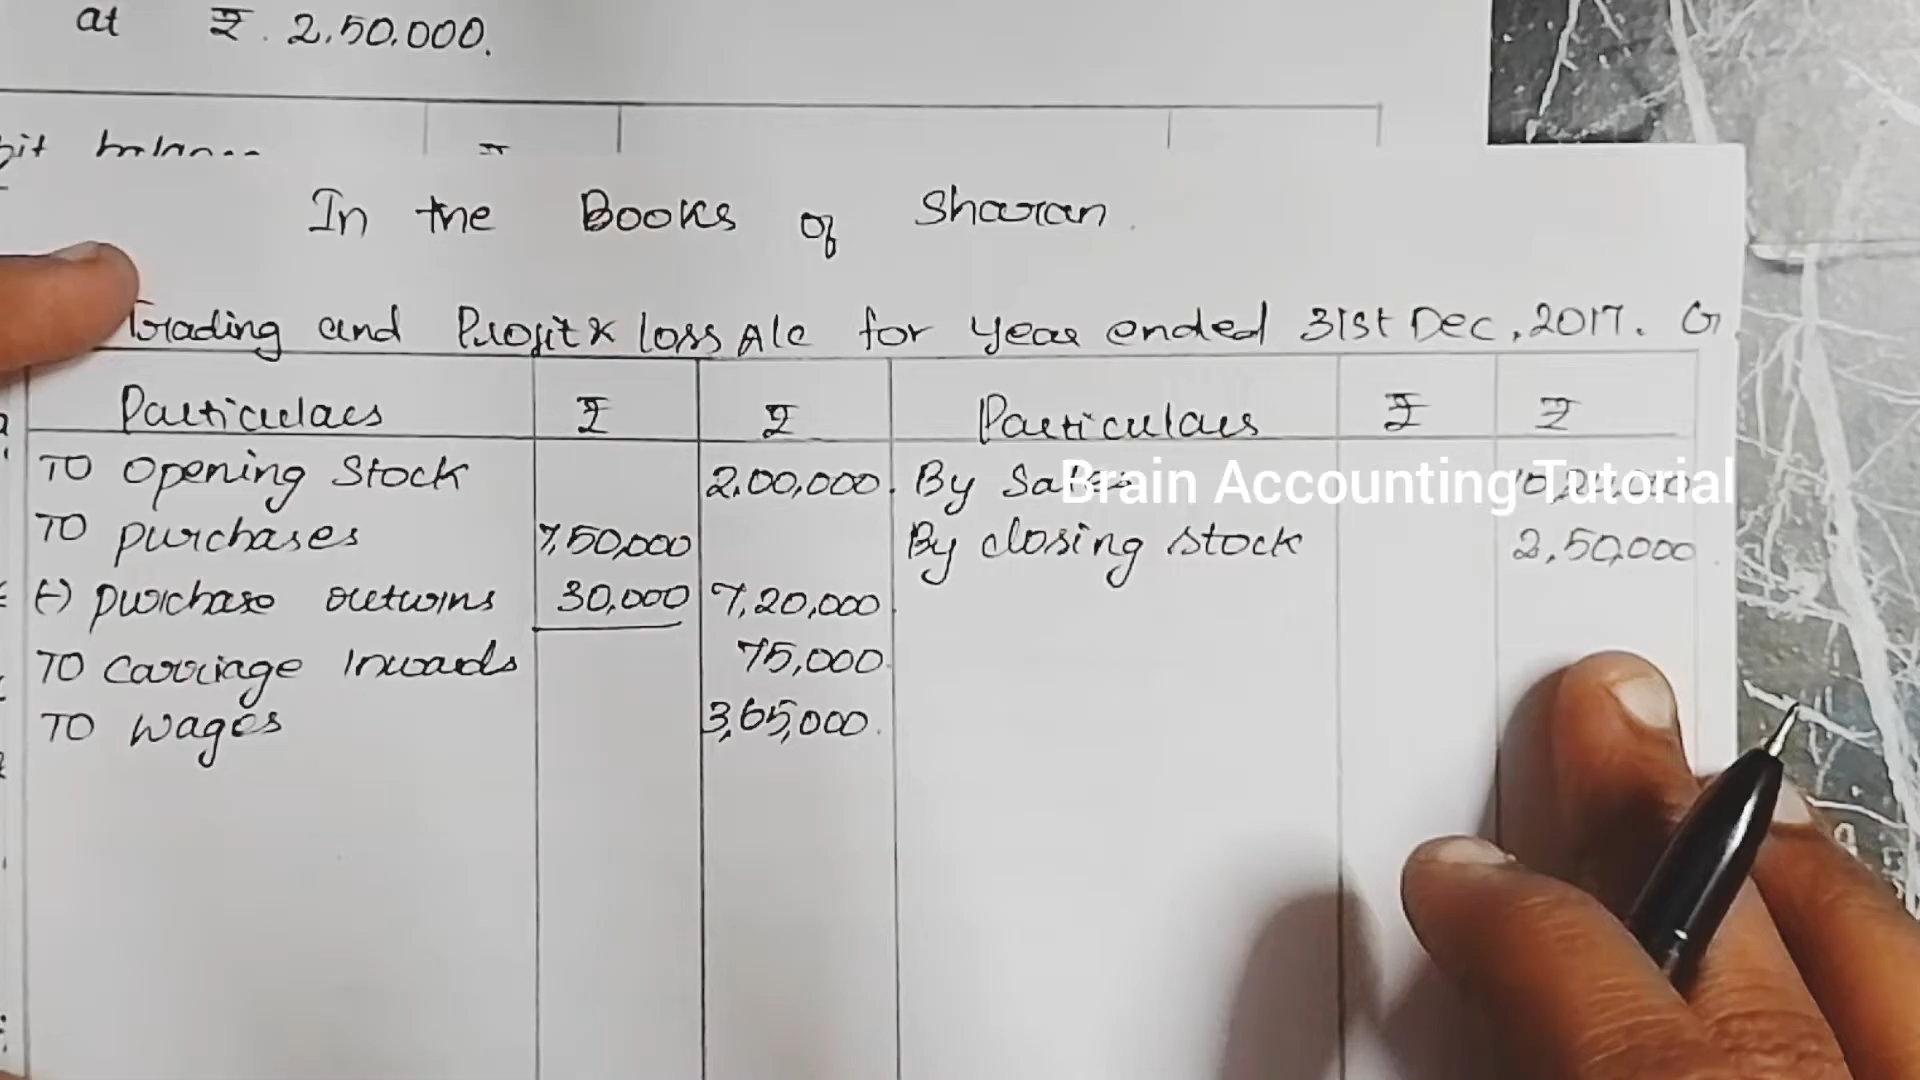 at ₹. 2,50,000.
bit
₹
In the Books of Sharan.
Trading and Profit & loss A/c for year ended 31st Dec, 2017. Cr
Particulars ₹ ₹ Particulars ₹ ₹
TO Opening Stock 2,00,000. By Sales
Brain Accounting Tutorial
TO purchases 7,50,000 By closing stock 2,50,000.
(-) purchase returns 30,000 7,20,000
TO Carriage Inwards 75,000.
TO Wages 3,65,000.